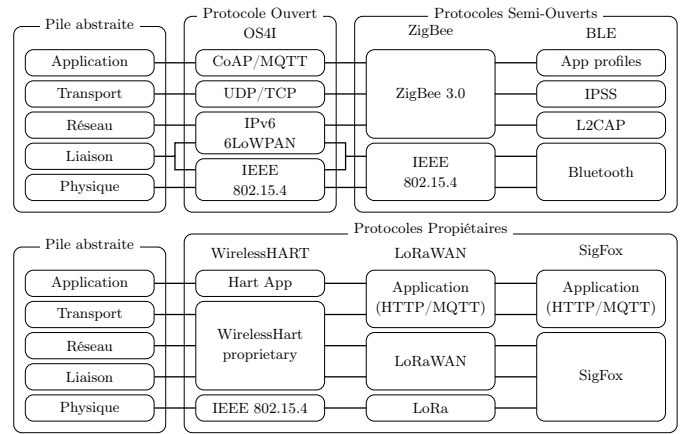 Pile abstraite
Protocole Ouvert
Protocoles Semi-Ouverts
OS4I
ZigBee
BLE
Application
CoAP/MQTT
ZigBee 3.0
App profiles
Transport
UDP/TCP
IPSS
Réseau
IPv6
6LoWPAN
L2CAP
Liaison
IEEE
802.15.4
IEEE
802.15.4
Bluetooth
Physique
Pile abstraite
Protocoles Propiétaires
WirelessHART
LoRaWAN
SigFox
Application
Hart App
Application
(HTTP/MQTT)
Application
(HTTP/MQTT)
Transport
WirelessHart
proprietary
Réseau
LoRaWAN
SigFox
Liaison
Physique
IEEE 802.15.4
LoRa